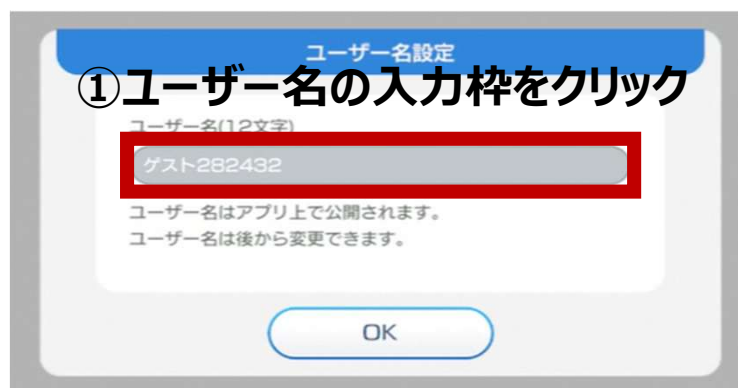 ユーザー名設定
①ユーザー名の入力枠をクリック
ユーザー名(12文字)
ゲスト282432
ユーザー名はアプリ上で公開されます。
ユーザー名は後から変更できます。
OK